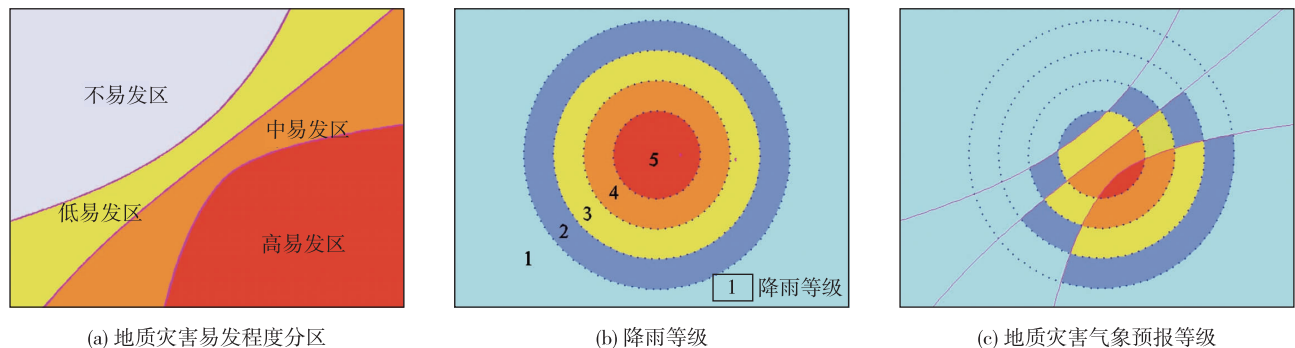 不易发区
中易发区
低易发区
高易发区
(a) 地质灾害易发程度分区
5
4
3
2
1
1 降雨等级
(b) 降雨等级
(c) 地质灾害气象预报等级